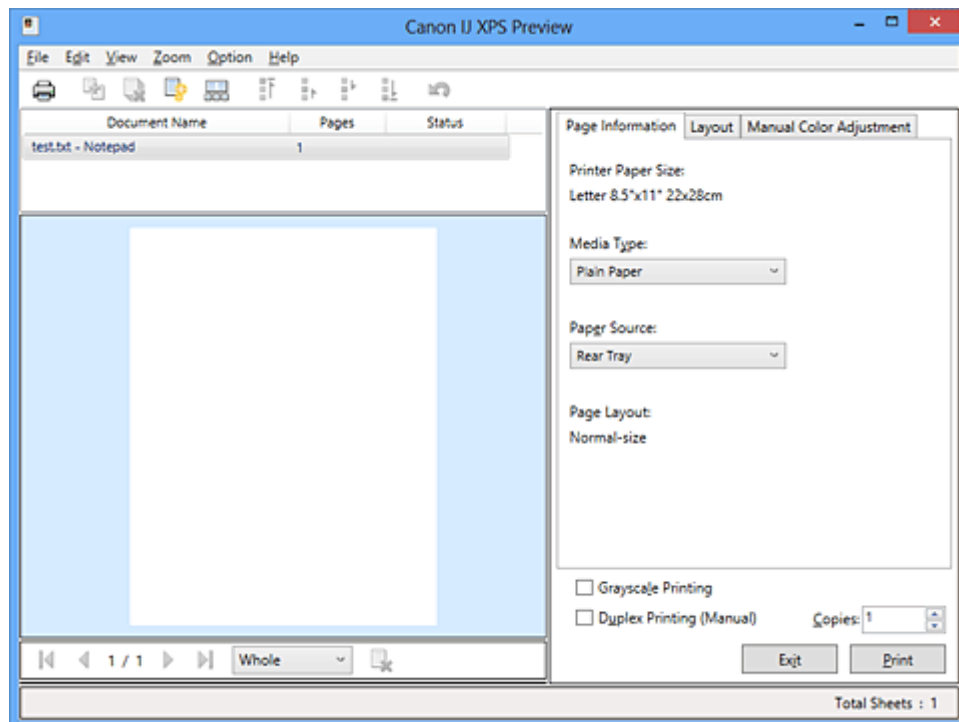 Canon IJ XPS Preview
File Edit View Zoom Option Help
Document Name Pages Status
test.txt - Notepad 1
Page Information Layout Manual Color Adjustment
Printer Paper Size:
Letter 8.5"x11" 22x28cm
Media Type:
Plain Paper
Paper Source:
Rear Tray
Page Layout:
Normal-size
Grayscale Printing
Duplex Printing (Manual) Copies: 1
1 / 1 Whole
Exit Print
Total Sheets : 1